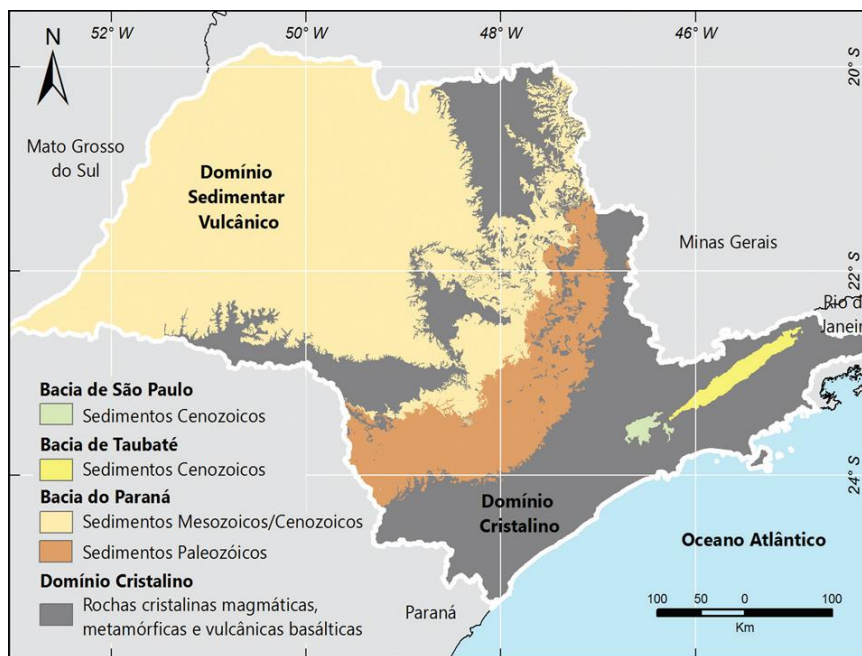 52° W
50° W
48° W
46° W
N
20° S
Mato Grosso
do Sul
Domínio
Sedimentar
Vulcânico
Minas Gerais
22° S
Rio d
Janeir
Bacia de São Paulo
Sedimentos Cenozoicos
Bacia de Taubaté
Sedimentos Cenozoicos
24° S
Bacia do Paraná
Sedimentos Mesozoicos/Cenozoicos
Sedimentos Paleozóicos
Domínio
Cristalino
Oceano Atlântico
Domínio Cristalino
Rochas cristalinas magmáticas,
metamórficas e vulcânicas basálticas
Paraná
100 50 0 100
Km